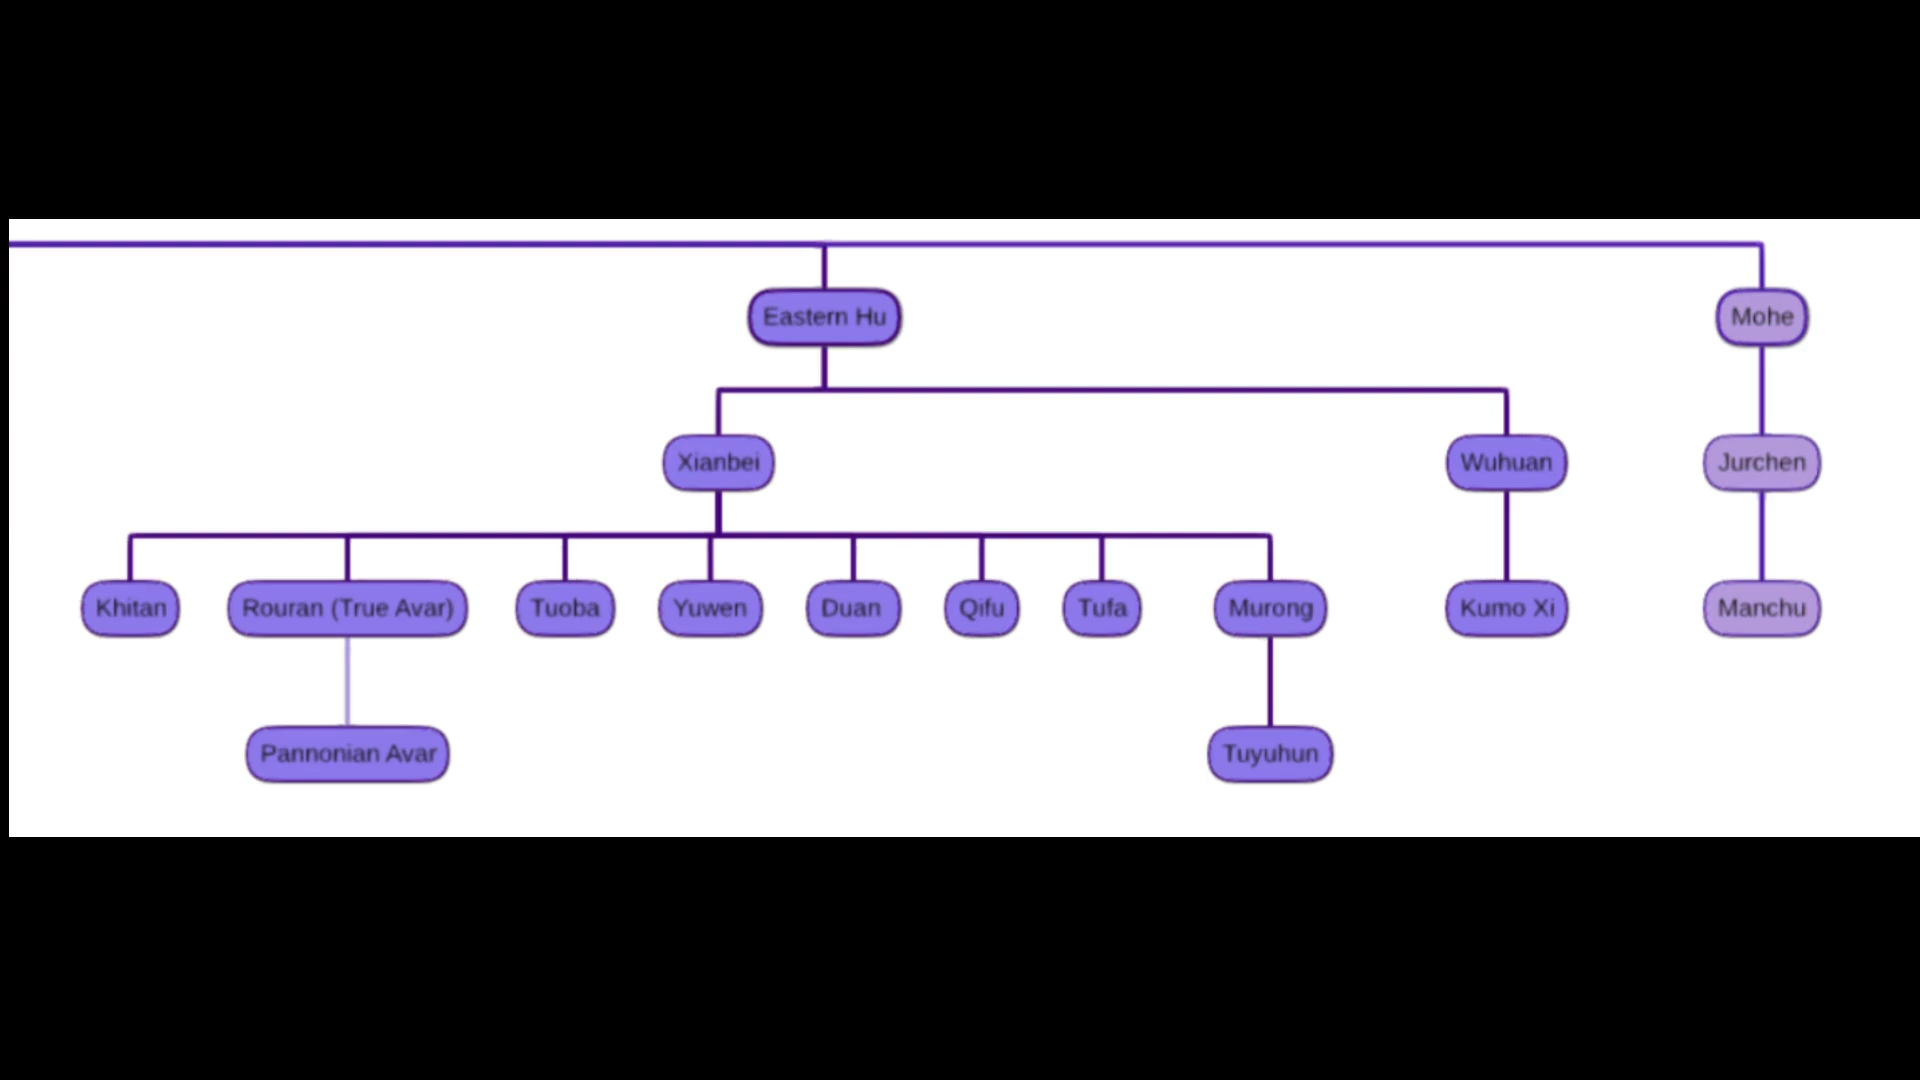 Eastern Hu
Mohe
Xianbei
Wuhuan
Jurchen
Khitan
Rouran (True Avar)
Tuoba
Yuwen
Duan
Qifu
Tufa
Murong
Kumo Xi
Manchu
Pannonian Avar
Tuyuhun